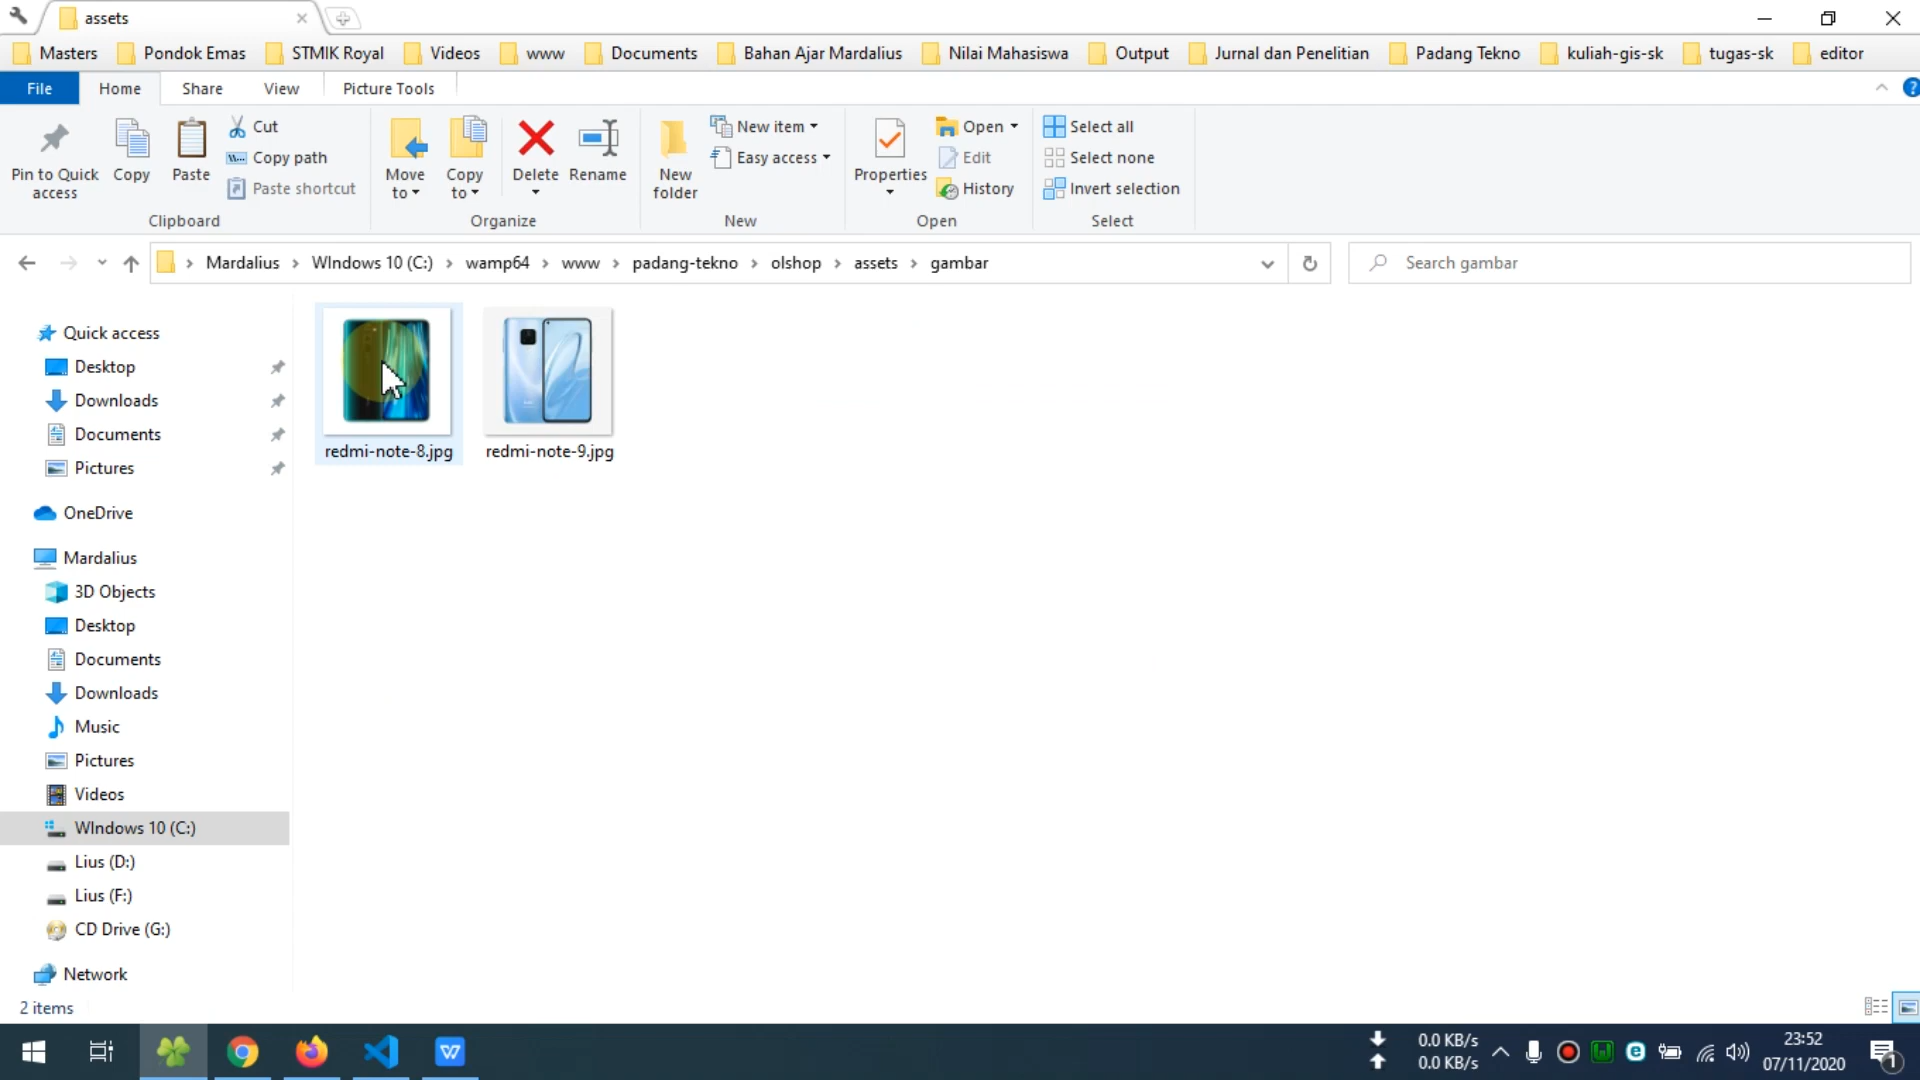 assets
Masters Pondok Emas STMIK Royal Videos www Documents Bahan Ajar Mardalius Nilai Mahasiswa Output Jurnal dan Penelitian Padang Tekno kuliah-gis-sk tugas-sk editor
File Home Share View Picture Tools
Pin to Quick access
Copy
Paste
Cut
Copy path
Paste shortcut
Clipboard
Move to
Copy to
Delete
Rename
Organize
New folder
New item
Easy access
New
Properties
Open
Edit
History
Open
Select all
Select none
Invert selection
Select
Mardalius › WIndows 10 (C:) › wamp64 › www › padang-tekno › olshop › assets › gambar
Search gambar
Quick access
Desktop
Downloads
Documents
Pictures
OneDrive
Mardalius
3D Objects
Desktop
Documents
Downloads
Music
Pictures
Videos
WIndows 10 (C:)
Lius (D:)
Lius (F:)
CD Drive (G:)
Network
redmi-note-8.jpg
redmi-note-9.jpg
2 items
0.0 KB/s
0.0 KB/s
23:52
07/11/2020
1